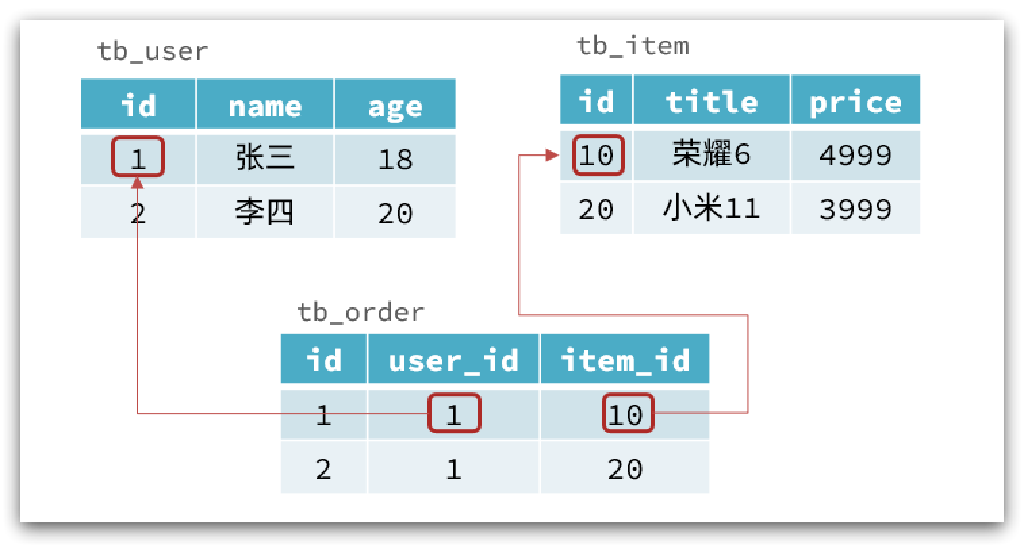 tb_user
id name age
1 张三 18
2 李四 20
tb_item
id title price
10 荣耀6 4999
20 小米11 3999
tb_order
id user_id item_id
1 1 10
2 1 20